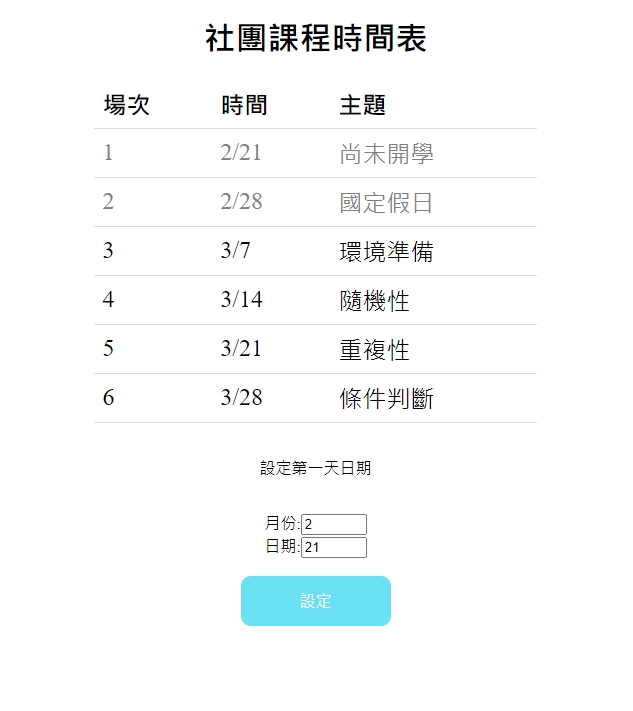 社團課程時間表
場次 時間 主題
1 2/21 尚未開學
2 2/28 國定假日
3 3/7 環境準備
4 3/14 隨機性
5 3/21 重複性
6 3/28 條件判斷
設定第一天日期
月份:2
日期:21
設定